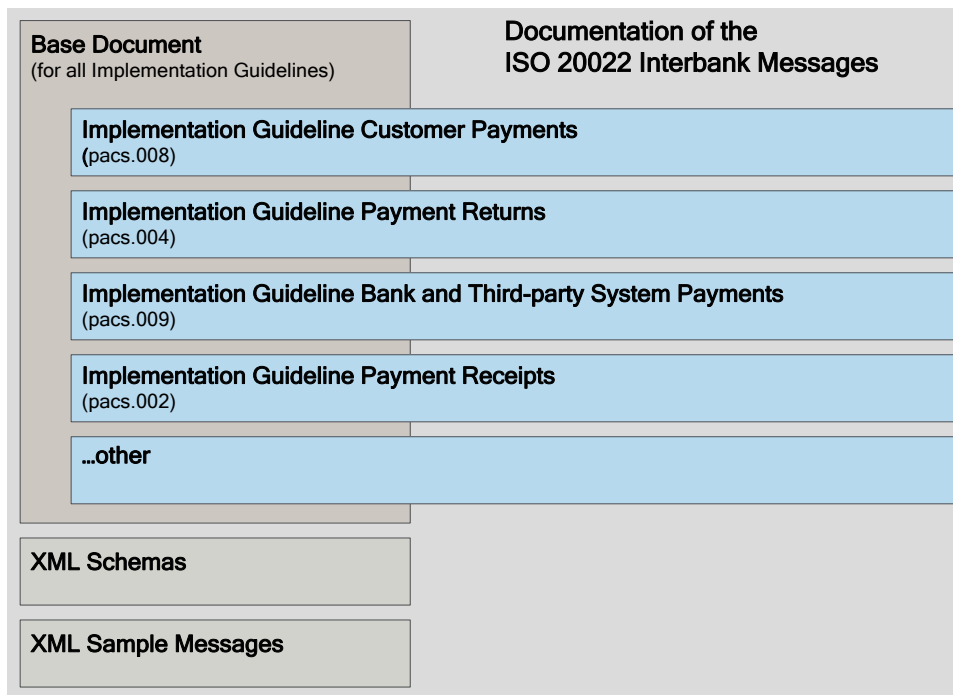 Base Document
(for all Implementation Guidelines)
Documentation of the
ISO 20022 Interbank Messages
Implementation Guideline Customer Payments
(pacs.008)
Implementation Guideline Payment Returns
(pacs.004)
Implementation Guideline Bank and Third-party System Payments
(pacs.009)
Implementation Guideline Payment Receipts
(pacs.002)
...other
XML Schemas
XML Sample Messages